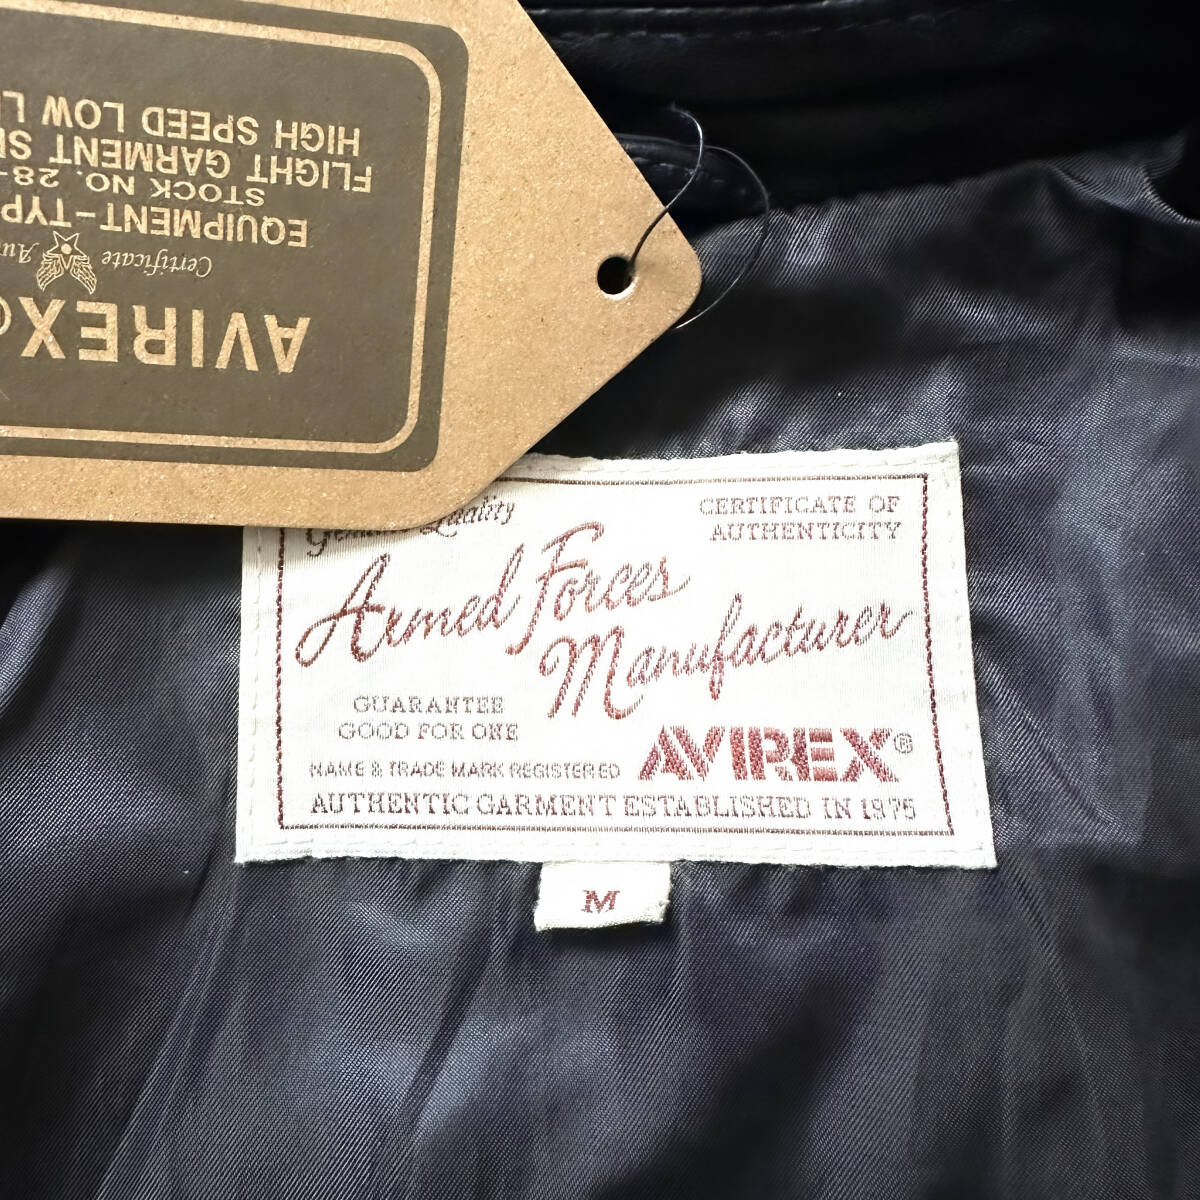 AVIREX
Certificate
EQUIPMENT-TYP
STOCK NO. 28-
FLIGHT GARMENT
HIGH SPEED LOW
Quality
CERTIFICATE OF
AUTHENTICITY
Armed Forces
Manufacturer
GUARANTEE
GOOD FOR ONE
NAME & TRADE MARK REGISTERED
AVIREX®
AUTHENTIC GARMENT ESTABLISHED IN 1975
M